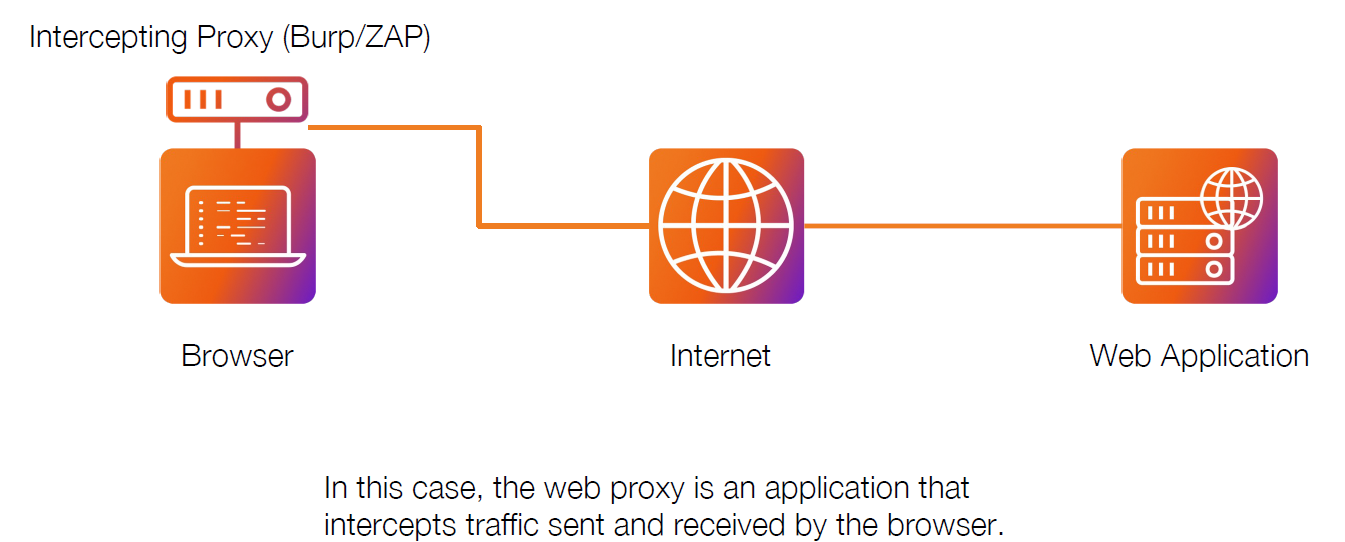 Intercepting Proxy (Burp/ZAP)
Browser
Internet
Web Application
In this case, the web proxy is an application that
intercepts traffic sent and received by the browser.